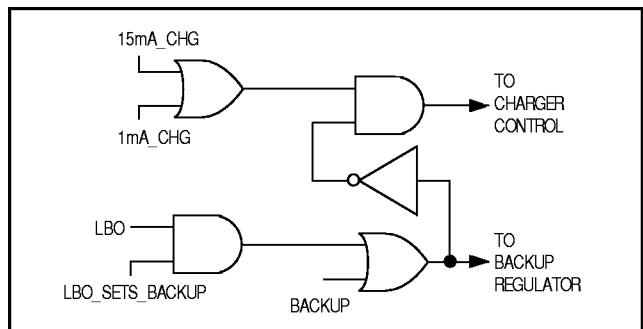 15mA_CHG
1mA_CHG
TO
CHARGER
CONTROL
LBO
LBO_SETS_BACKUP
BACKUP
TO
BACKUP
REGULATOR